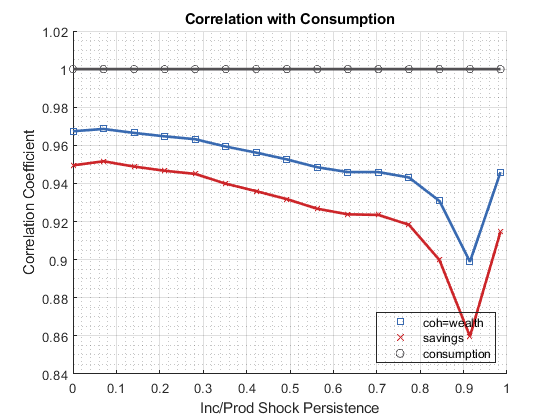 Correlation with Consumption
1.02
1
0.98
0.96
0.94
0.92
0.9
0.88
0.86
0.84
Correlation Coefficient
coh=wealth
savings
consumption
0 0.1 0.2 0.3 0.4 0.5 0.6 0.7 0.8 0.9 1
Inc/Prod Shock Persistence